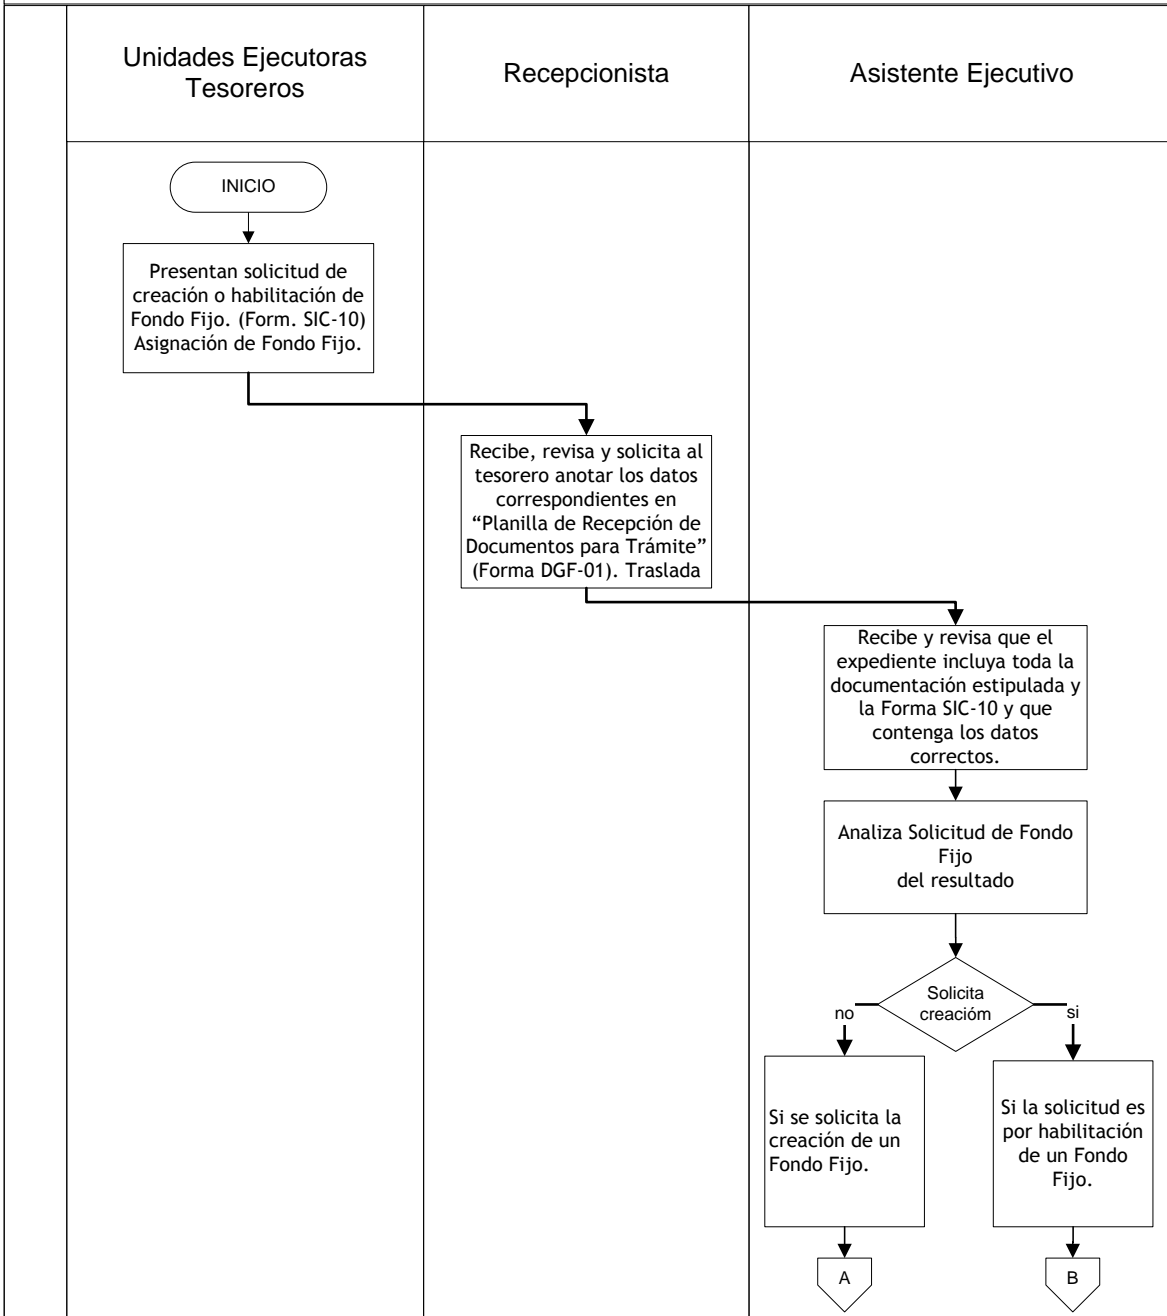 Unidades Ejecutoras
Tesoreros
Recepcionista
Asistente Ejecutivo
INICIO
Presentan solicitud de
creación o habilitación de
Fondo Fijo. (Form. SIC-10)
Asignación de Fondo Fijo.
Recibe, revisa y solicita al
tesorero anotar los datos
correspondientes en
“Planilla de Recepción de
Documentos para Trámite”
(Forma DGF-01). Traslada
Recibe y revisa que el
expediente incluya toda la
documentación estipulada y
la Forma SIC-10 y que
contenga los datos
correctos.
Analiza Solicitud de Fondo
Fijo
del resultado
Solicita
creacióm
no
si
Si se solicita la
creación de un
Fondo Fijo.
Si la solicitud es
por habilitación
de un Fondo
Fijo.
A
B